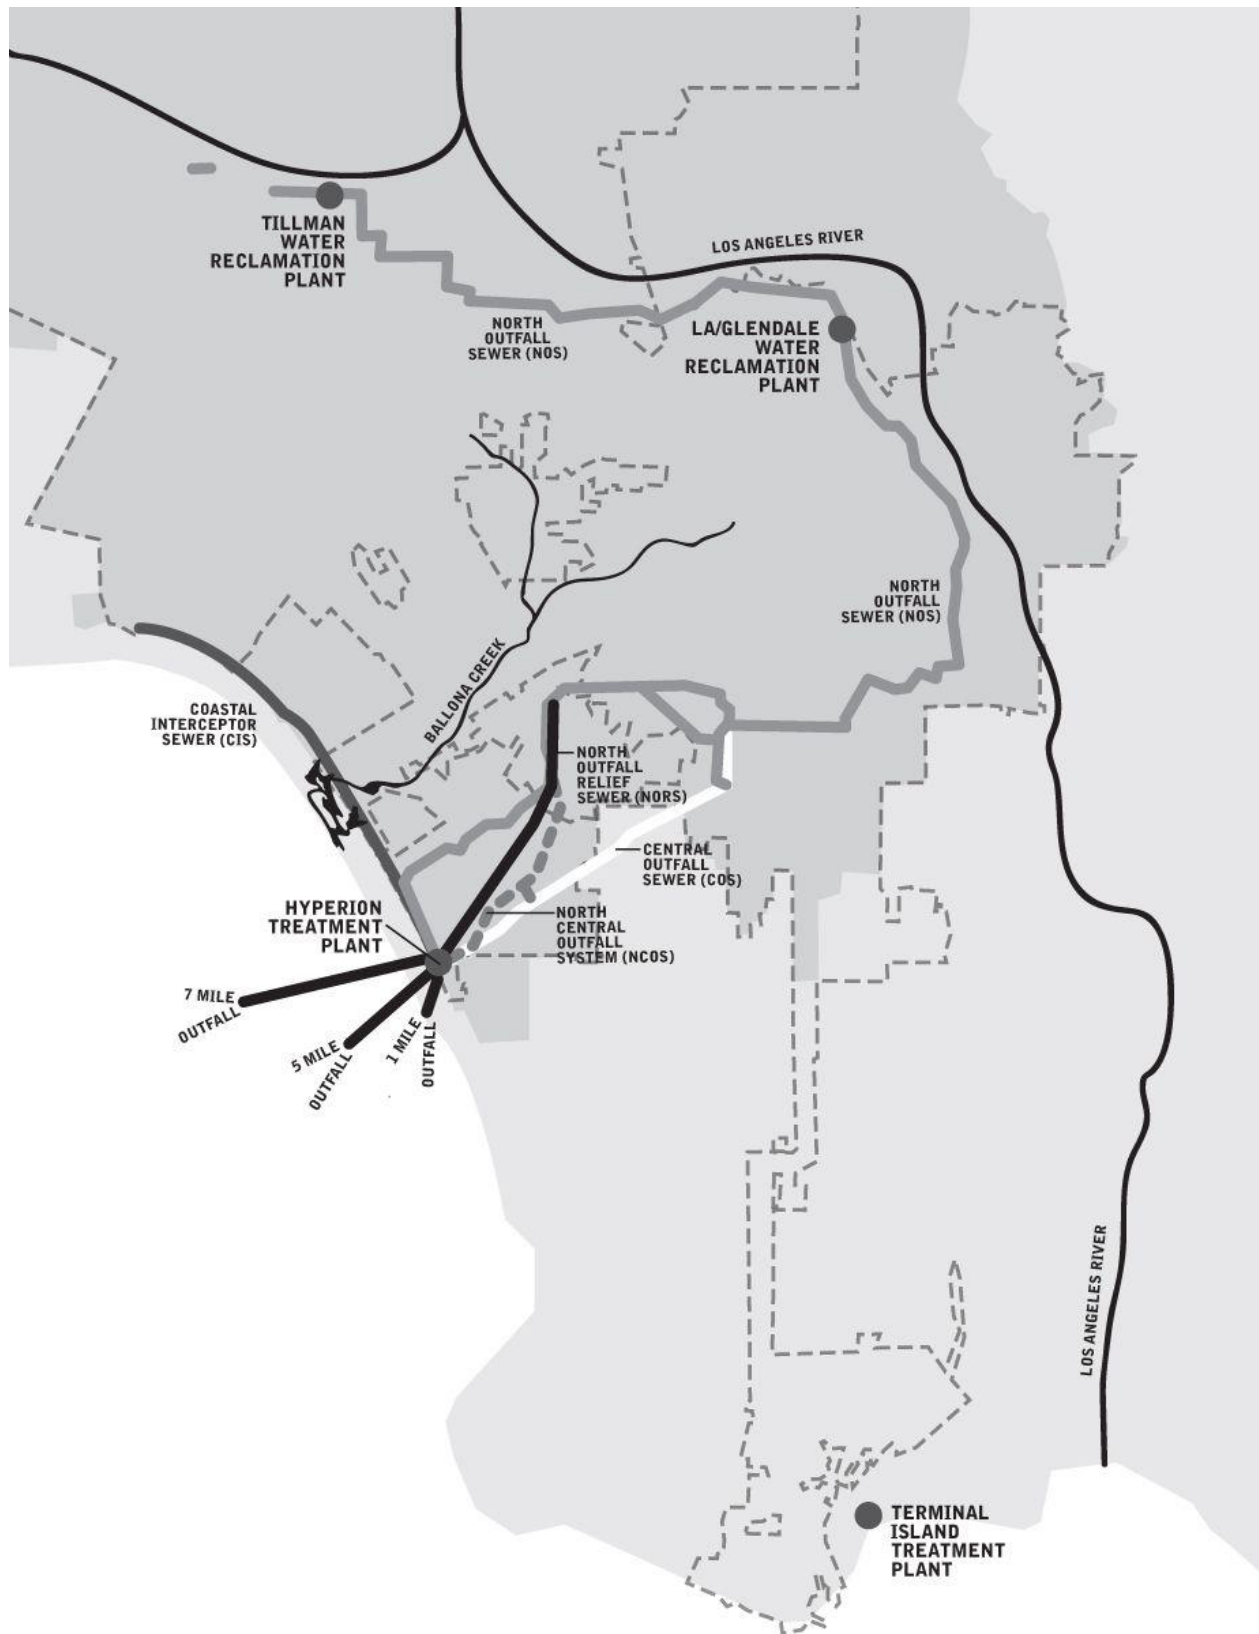 LOS ANGELES RIVER
TILLMAN
WATER
RECLAMATION
PLANT
NORTH
OUTFALL
SEWER (NOS)
LA/GLENDALE
WATER
RECLAMATION
PLANT
NORTH
OUTFALL
SEWER (NOS)
BALLONA CREEK
COASTAL
INTERCEPTOR
SEWER (CIS)
NORTH
OUTFALL
RELIEF
SEWER (NORS)
CENTRAL
OUTFALL
SEWER (COS)
HYPERION
TREATMENT
PLANT
NORTH
CENTRAL
OUTFALL
SYSTEM (NCOS)
7 MILE
OUTFALL
5 MILE
OUTFALL
1 MILE
OUTFALL
LOS ANGELES RIVER
TERMINAL
ISLAND
TREATMENT
PLANT